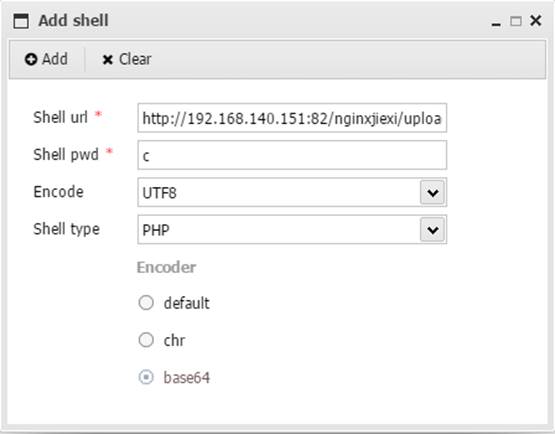 Add shell
Add Clear
Shell url *
http://192.168.140.151:82/nginxjiexi/uploa
Shell pwd *
c
Encode
UTF8
Shell type
PHP
Encoder
default
chr
base64